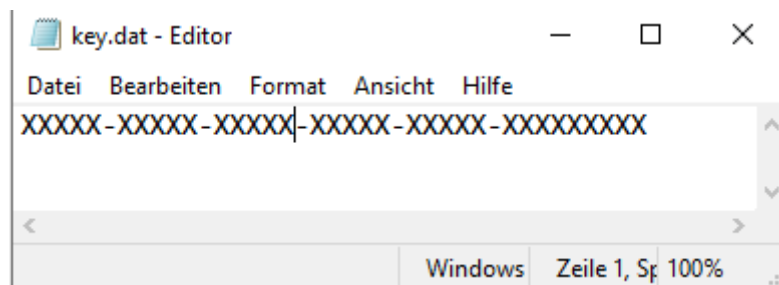 key.dat - Editor
Datei Bearbeiten Format Ansicht Hilfe
XXXXX-XXXXX-XXXXX-XXXXX-XXXXX-XXXXXXXXX
Windows Zeile 1, Sp 100%